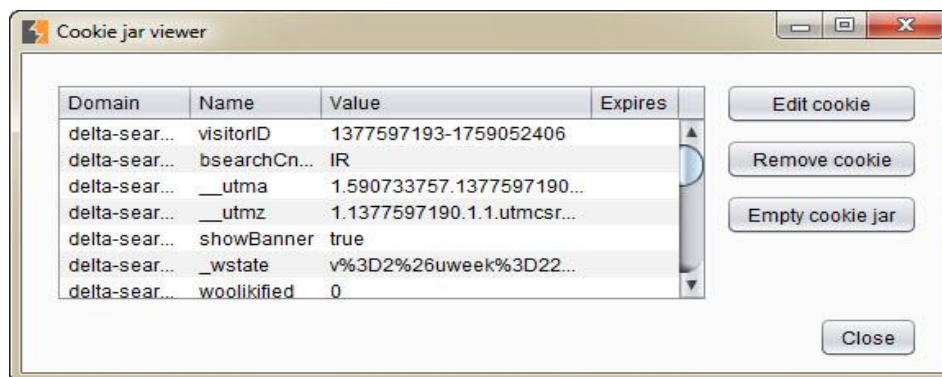 Cookie jar viewer
Domain Name Value Expires
delta-sear... visitorID 1377597193-1759052406
delta-sear... bsearchCn... IR
delta-sear... __utma 1.590733757.1377597190...
delta-sear... __utmz 1.1377597190.1.1.utmcsr...
delta-sear... showBanner true
delta-sear... _wstate v%3D2%26uweek%3D22...
delta-sear... woolikified 0
Edit cookie
Remove cookie
Empty cookie jar
Close